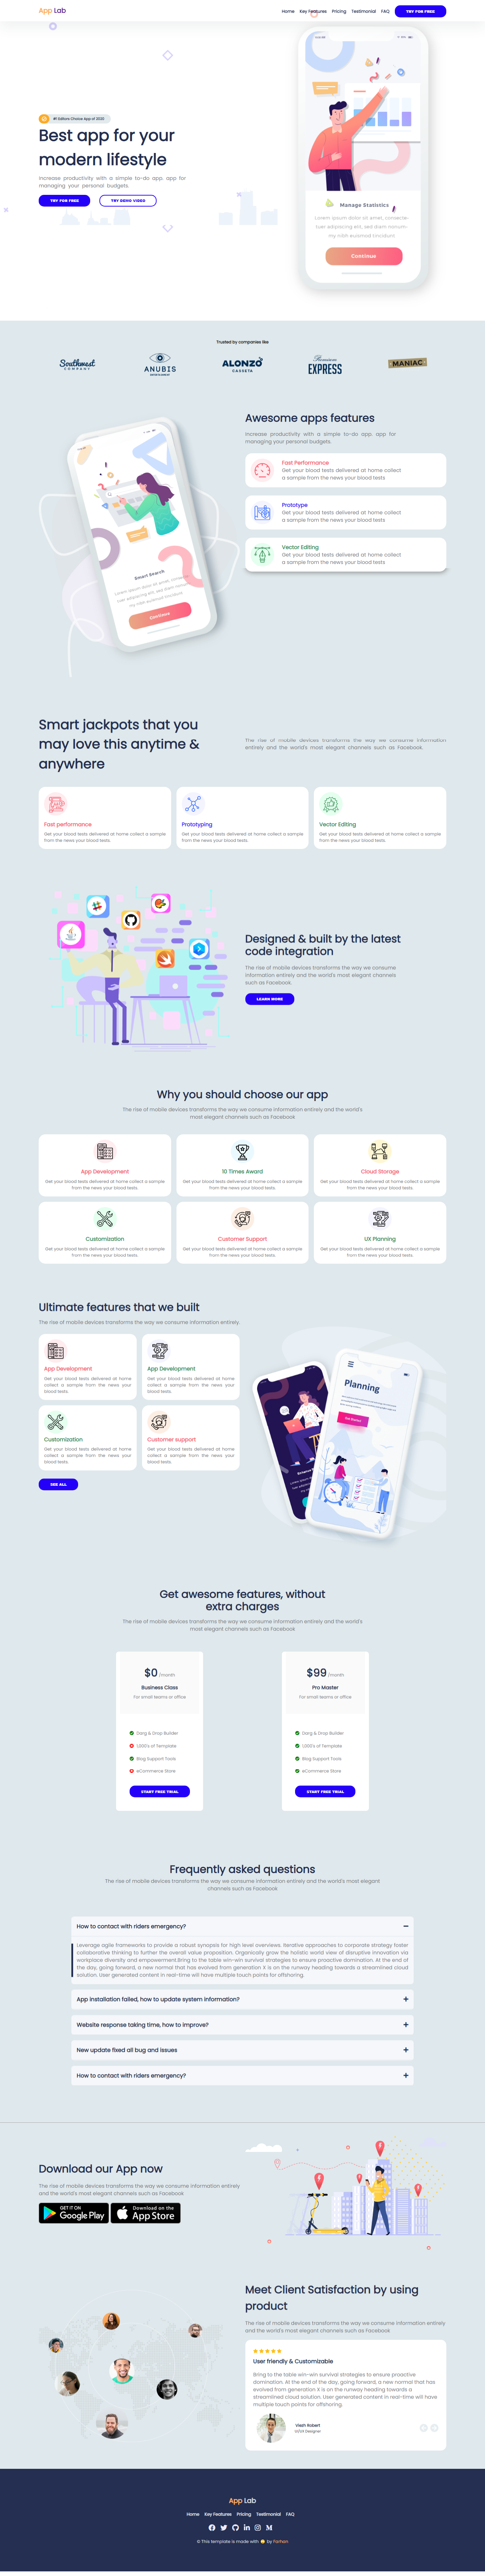 App Lab
Home Key Features Pricing Testimonial FAQ TRY FOR FREE
#1 Editors Choice App of 2020
Best app for your
modern lifestyle
Increase productivity with a simple to-do app. app for
managing your personal budgets.
TRY FOR FREE TRY DEMO VIDEO
Manage Statistics
Lorem ipsum dolor sit amet, consecte-
tuer adipiscing elit, sed diam nonum-
my nibh euismod tincidunt
Continue
Trusted by companies like
Southwest
COMPANY
ANUBIS
ALONZO
CASSETA
Premium
EXPRESS
MANIAC
Awesome apps features
Increase productivity with a simple to-do app. app for
managing your personal budgets.
Fast Performance
Get your blood tests delivered at home collect
a sample from the news your blood tests
Prototype
Get your blood tests delivered at home collect
a sample from the news your blood tests
Vector Editing
Get your blood tests delivered at home collect
a sample from the news your blood tests
Smart Search
Lorem ipsum dolor sit amet, consec-
tuer adipiscing elit, sed diam nonum-
my nibh euismod tincidunt
Continue
Smart jackpots that you
may love this anytime &
anywhere
The rise of mobile devices transforms the way we consume information
entirely and the world's most elegant channels such as Facebook.
Fast performance
Get your blood tests delivered at home collect a sample
from the news your blood tests.
Prototyping
Get your blood tests delivered at home collect a sample
from the news your blood tests.
Vector Editing
Get your blood tests delivered at home collect a sample
from the news your blood tests.
Designed & built by the latest
code integration
The rise of mobile devices transforms the way we consume
information entirely and the world's most elegant channels
such as Facebook
LEARN MORE
Why you should choose our app
The rise of mobile devices transforms the way we consume information entirely and the world's
most elegant channels such as Facebook
App Development
Get your blood tests delivered at home collect a sample
from the news your blood tests.
10 Times Award
Get your blood tests delivered at home collect a sample
from the news your blood tests.
Cloud Storage
Get your blood tests delivered at home collect a sample
from the news your blood tests.
Customization
Get your blood tests delivered at home collect a sample
from the news your blood tests.
Customer Support
Get your blood tests delivered at home collect a sample
from the news your blood tests.
UX Planning
Get your blood tests delivered at home collect a sample
from the news your blood tests.
Ultimate features that we built
The rise of mobile devices transforms the way we consume information entirely.
App Development
Get your blood tests delivered at home
collect a sample from the news your
blood tests.
App Development
Get your blood tests delivered at home
collect a sample from the news your
blood tests.
Customization
Get your blood tests delivered at home
collect a sample from the news your
blood tests.
Customer support
Get your blood tests delivered at home
collect a sample from the news your
blood tests.
SEE ALL
Planning
Get Started
Get awesome features, without
extra charges
The rise of mobile devices transforms the way we consume information entirely and the world's
most elegant channels such as Facebook
$0 /month
Business Class
For small teams or office
Darg & Drop Builder
1,000's of Template
Blog Support Tools
eCommerce Store
START FREE TRIAL
$99 /month
Pro Master
For small teams or office
Darg & Drop Builder
1,000's of Template
Blog Support Tools
eCommerce Store
START FREE TRIAL
Frequently asked questions
The rise of mobile devices transforms the way we consume information entirely and the world's most elegant
channels such as Facebook
How to contact with riders emergency?
Leverage agile frameworks to provide a robust synopsis for high level overviews. Iterative approaches to corporate strategy foster
collaborative thinking to further the overall value proposition. Organically grow the holistic world view of disruptive innovation via
workplace diversity and empowerment.Bring to the table win-win survival strategies to ensure proactive domination. At the end of
the day, going forward, a new normal that has evolved from generation X is on the runway heading towards a streamlined cloud
solution. User generated content in real-time will have multiple touch points for offshoring.
App installation failed, how to update system information?
Website response taking time, how to improve?
New update fixed all bug and issues
How to contact with riders emergency?
Download our App now
The rise of mobile devices transforms the way we consume information entirely
and the world's most elegant channels such as Facebook
GET IT ON
Google Play
Download on the
App Store
Meet Client Satisfaction by using
product
The rise of mobile devices transforms the way we consume information entirely
and the world's most elegant channels such as Facebook
User friendly & Customizable
Bring to the table win-win survival strategies to ensure proactive
domination. At the end of the day, going forward, a new normal that has
evolved from generation X is on the runway heading towards a
streamlined cloud solution. User generated content in real-time will have
multiple touch points for offshoring.
Vieah Robert
UI/UX Designer
App Lab
Home Key Features Pricing Testimonial FAQ
© This template is made with by Farhan